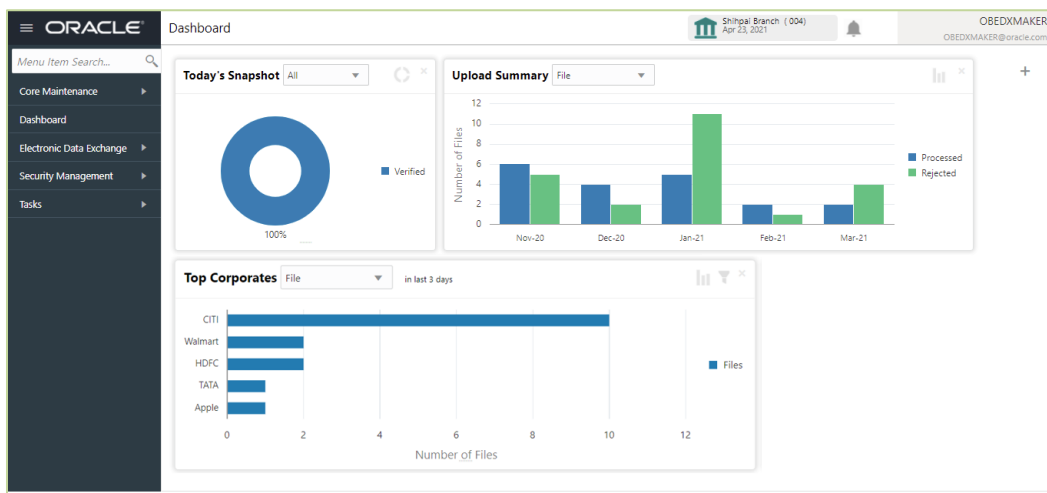 ORACLE
Dashboard
Shihpai Branch ( 004)
Apr 23, 2021
OBEDXMAKER
OBEDXMAKER@oracle.com
Menu Item Search...
Core Maintenance
Dashboard
Electronic Data Exchange
Security Management
Tasks
Today's Snapshot All
Verified
100%
Upload Summary File
12
10
8
6
4
2
0
Number of Files
Nov-20 Dec-20 Jan-21 Feb-21 Mar-21
Processed
Rejected
Top Corporates File in last 3 days
CITI
Walmart
HDFC
TATA
Apple
0 2 4 6 8 10 12
Number of Files
Files